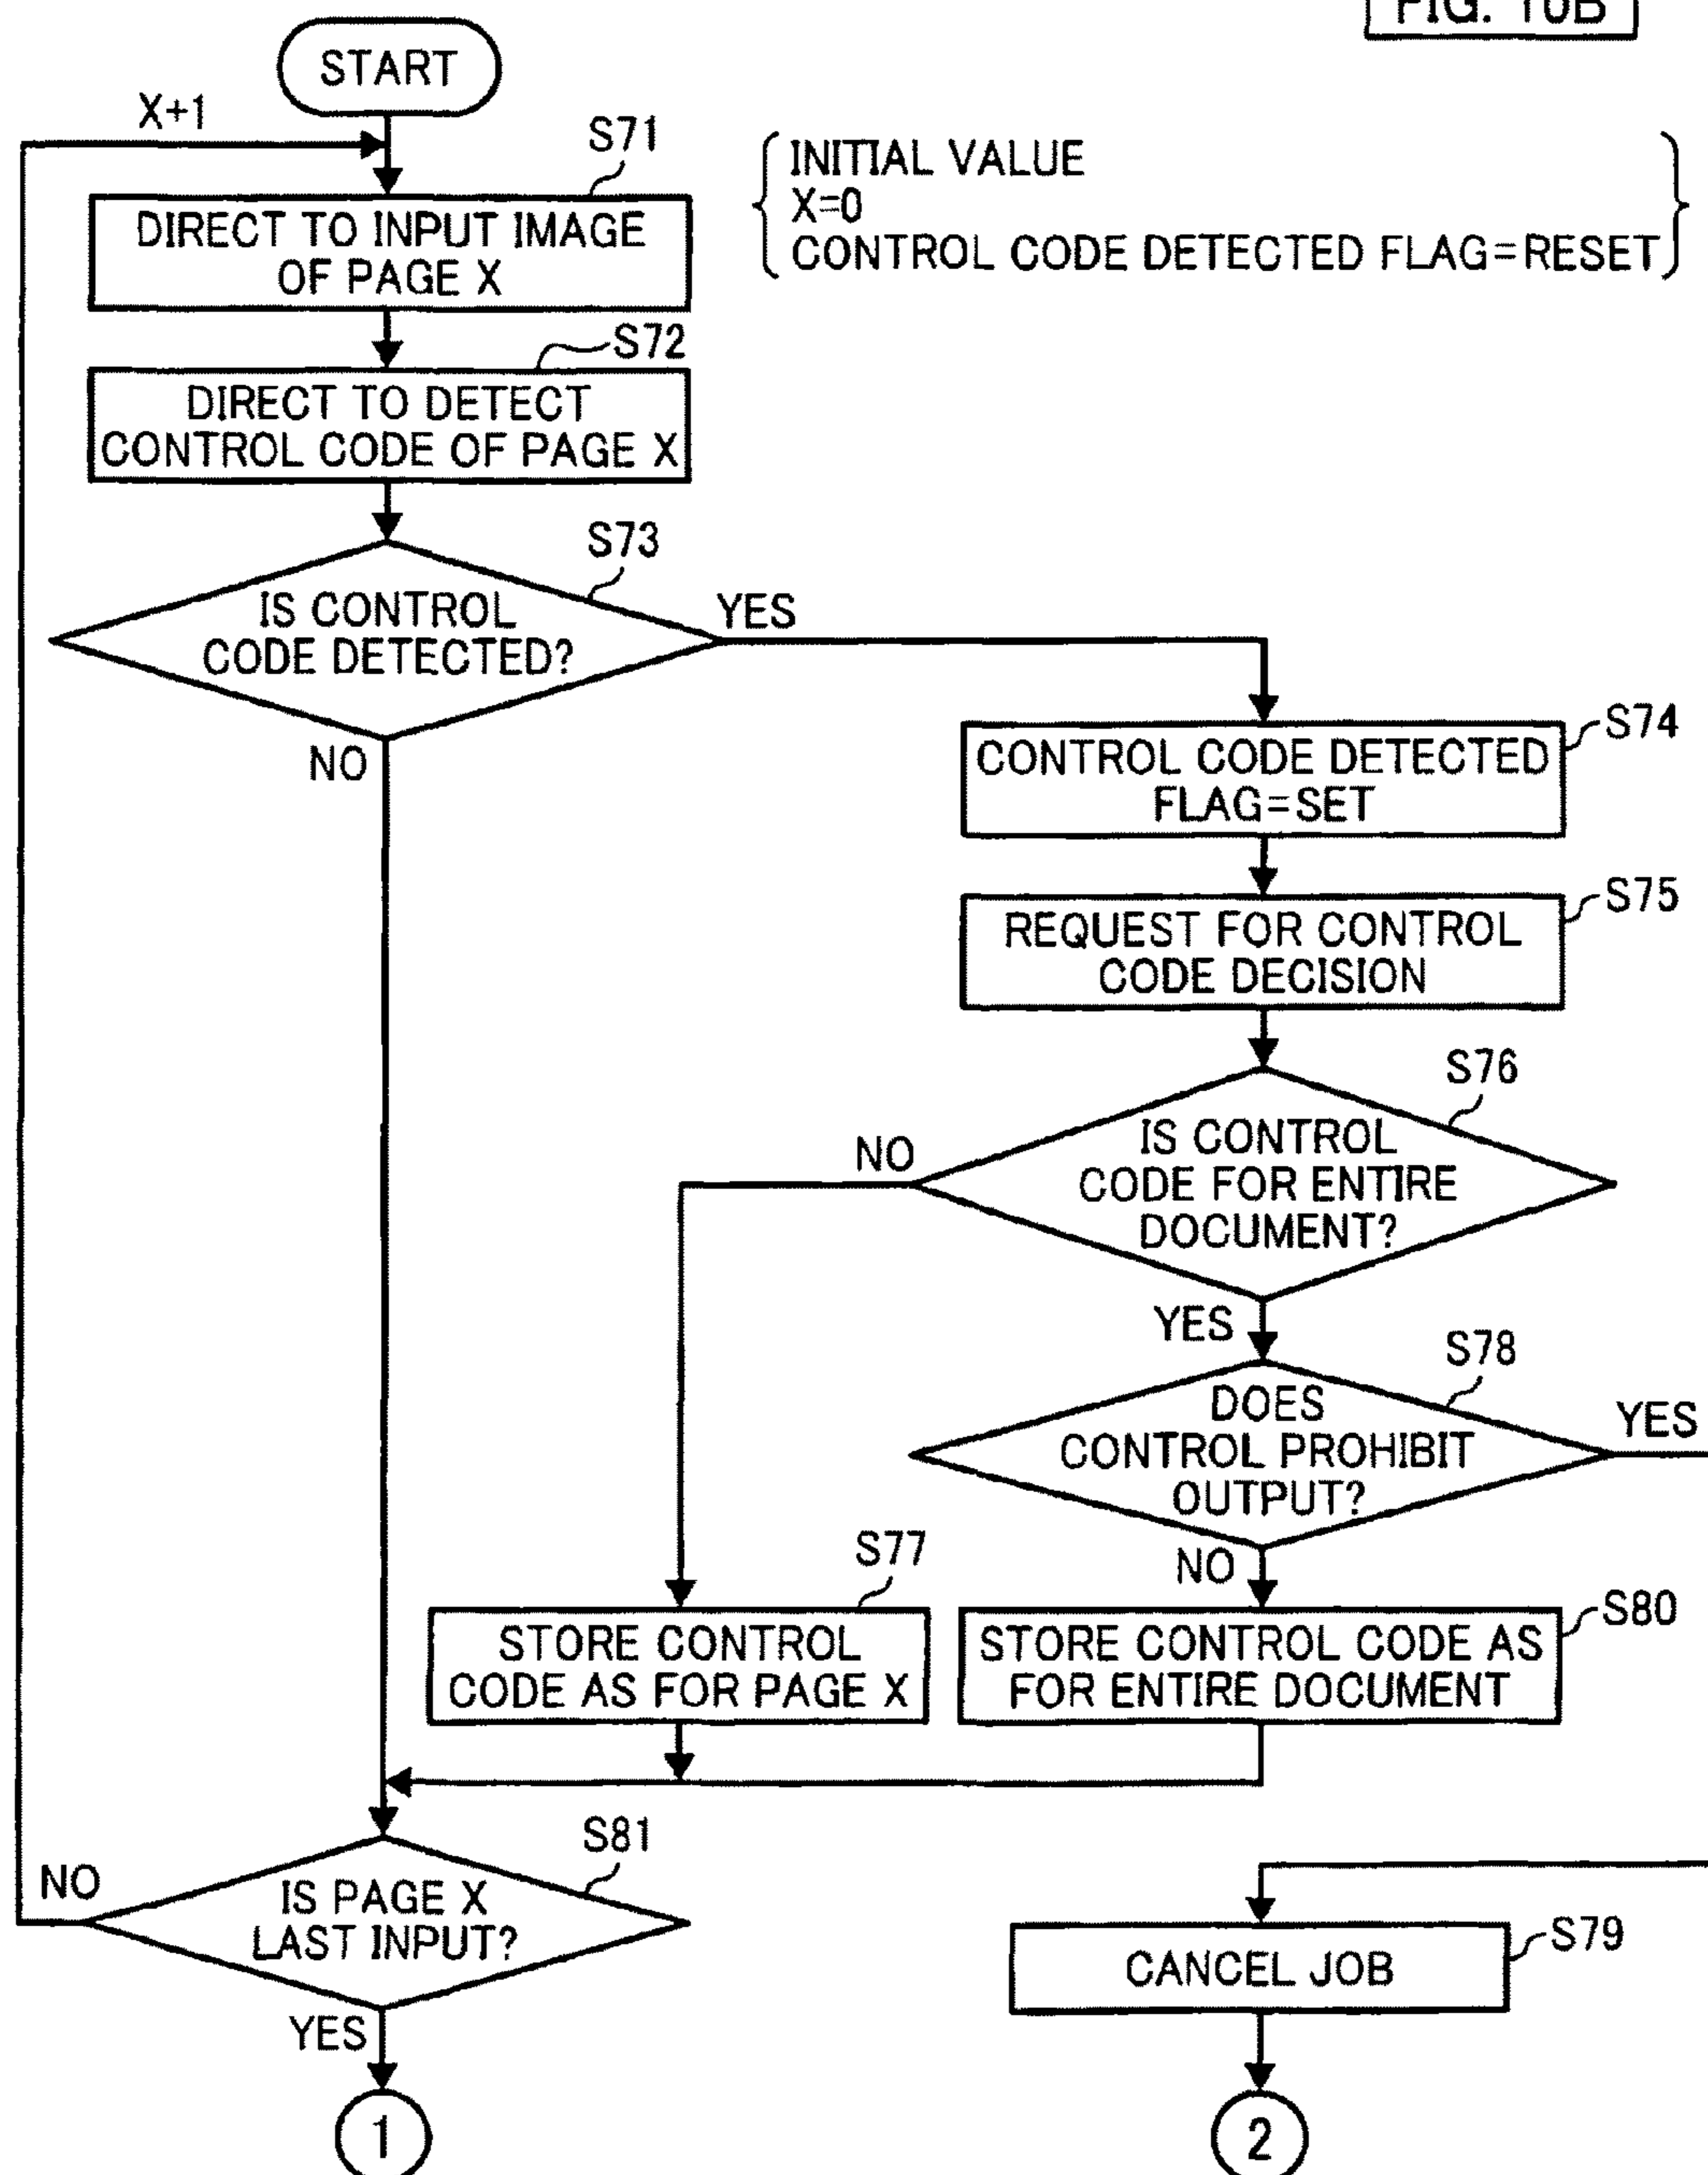 FIG. 10B
START
X+1
S71
INITIAL VALUE
X=0
CONTROL CODE DETECTED FLAG=RESET
DIRECT TO INPUT IMAGE
OF PAGE X
S72
DIRECT TO DETECT
CONTROL CODE OF PAGE X
S73
IS CONTROL
CODE DETECTED?
YES
NO
S74
CONTROL CODE DETECTED
FLAG=SET
S75
REQUEST FOR CONTROL
CODE DECISION
S76
IS CONTROL
CODE FOR ENTIRE
DOCUMENT?
NO
YES
S78
DOES
CONTROL PROHIBIT
OUTPUT?
YES
NO
S77
STORE CONTROL
CODE AS FOR PAGE X
S80
STORE CONTROL CODE AS
FOR ENTIRE DOCUMENT
S81
IS PAGE X
LAST INPUT?
NO
YES
S79
CANCEL JOB
1
2